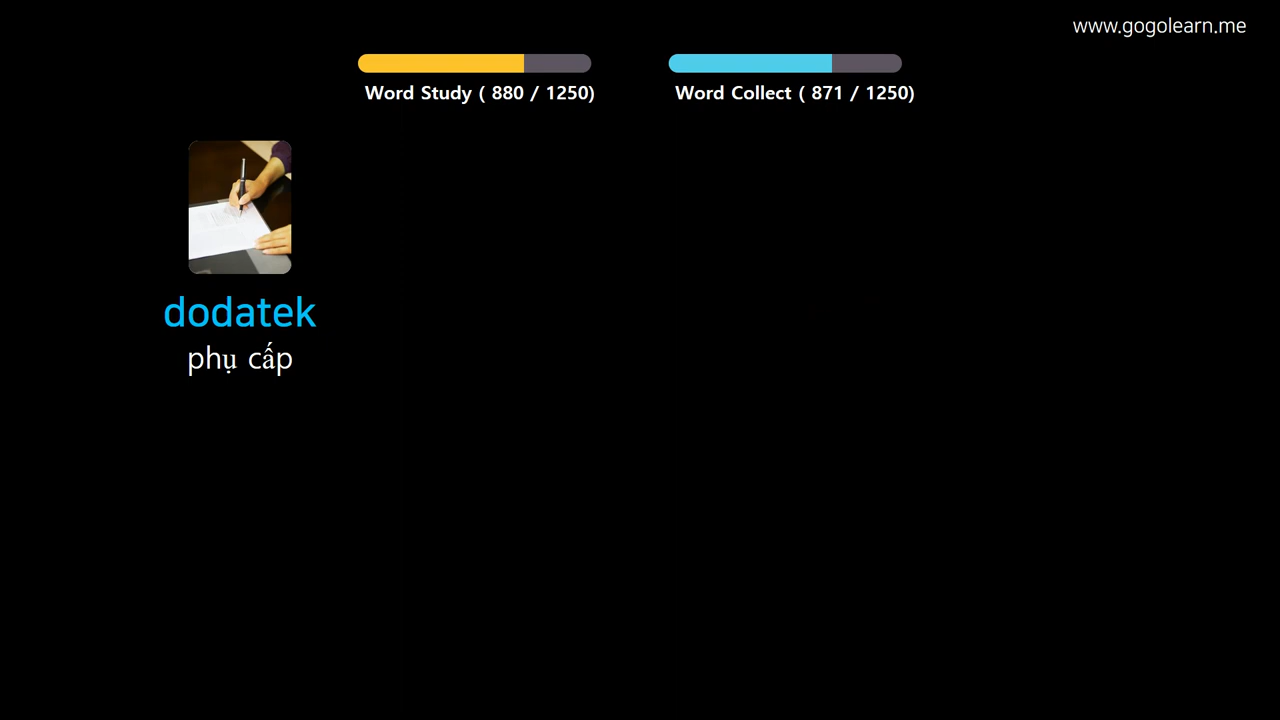 www.gogolearn.me
Word Study ( 880 / 1250)
Word Collect ( 871 / 1250)
dodatek
phụ cấp